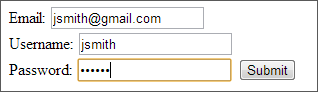 Email: jsmith@gmail.com
Username: jsmith
Password: •••••• Submit